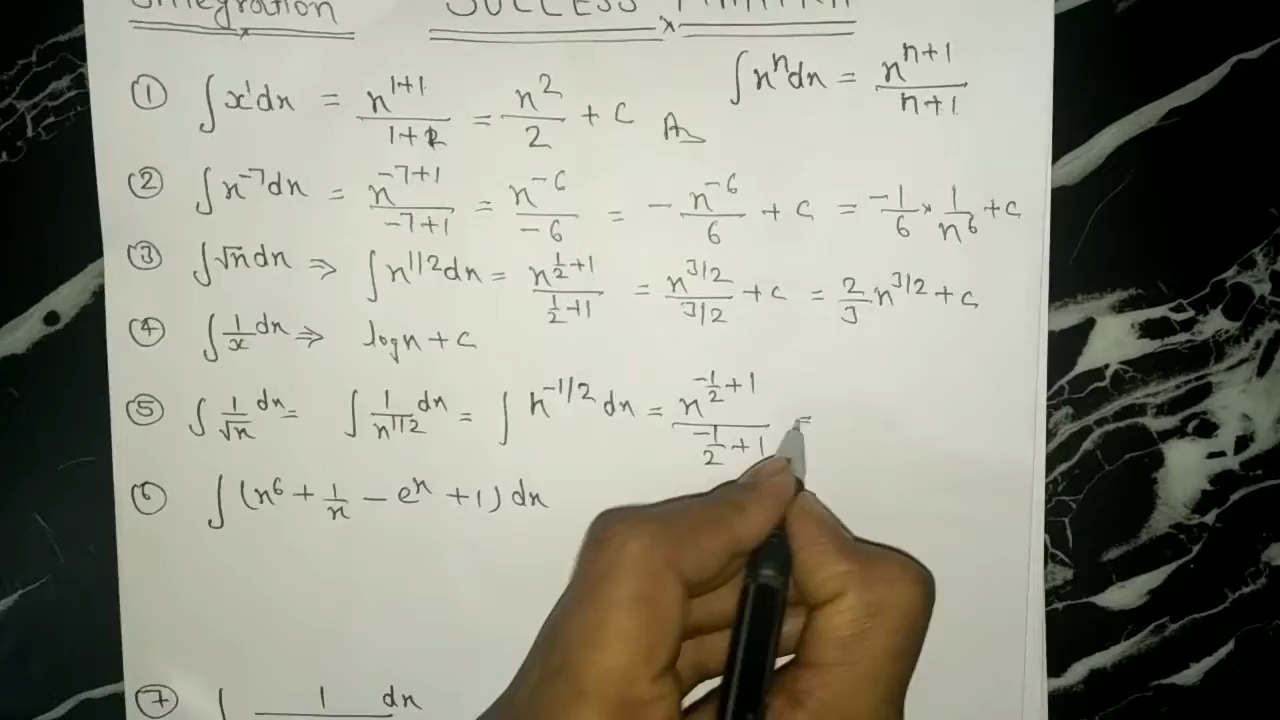 Integration SUCCESS
∫xⁿdx = x^(n+1)/(n+1)
① ∫x¹dx = x^(1+1)/(1+1) = x²/2 + C Ans
② ∫x⁻⁷dx = x^(-7+1)/(-7+1) = x⁻⁶/-6 = - x⁻⁶/6 + C = -1/6 × 1/x⁶ + C
③ ∫√x dx ⇒ ∫x^(1/2)dx = x^(1/2+1)/(1/2+1) = x^(3/2)/(3/2) + C = 2/3 x^(3/2) + C
④ ∫1/x dx ⇒ logx + C
⑤ ∫1/√x dx = ∫1/x^(1/2) dx = ∫x^(-1/2) dx = x^(-1/2+1)/(-1/2+1) =
⑥ ∫(x⁶ + 1/x - eˣ + 1) dx
⑦ ∫ 1 dx